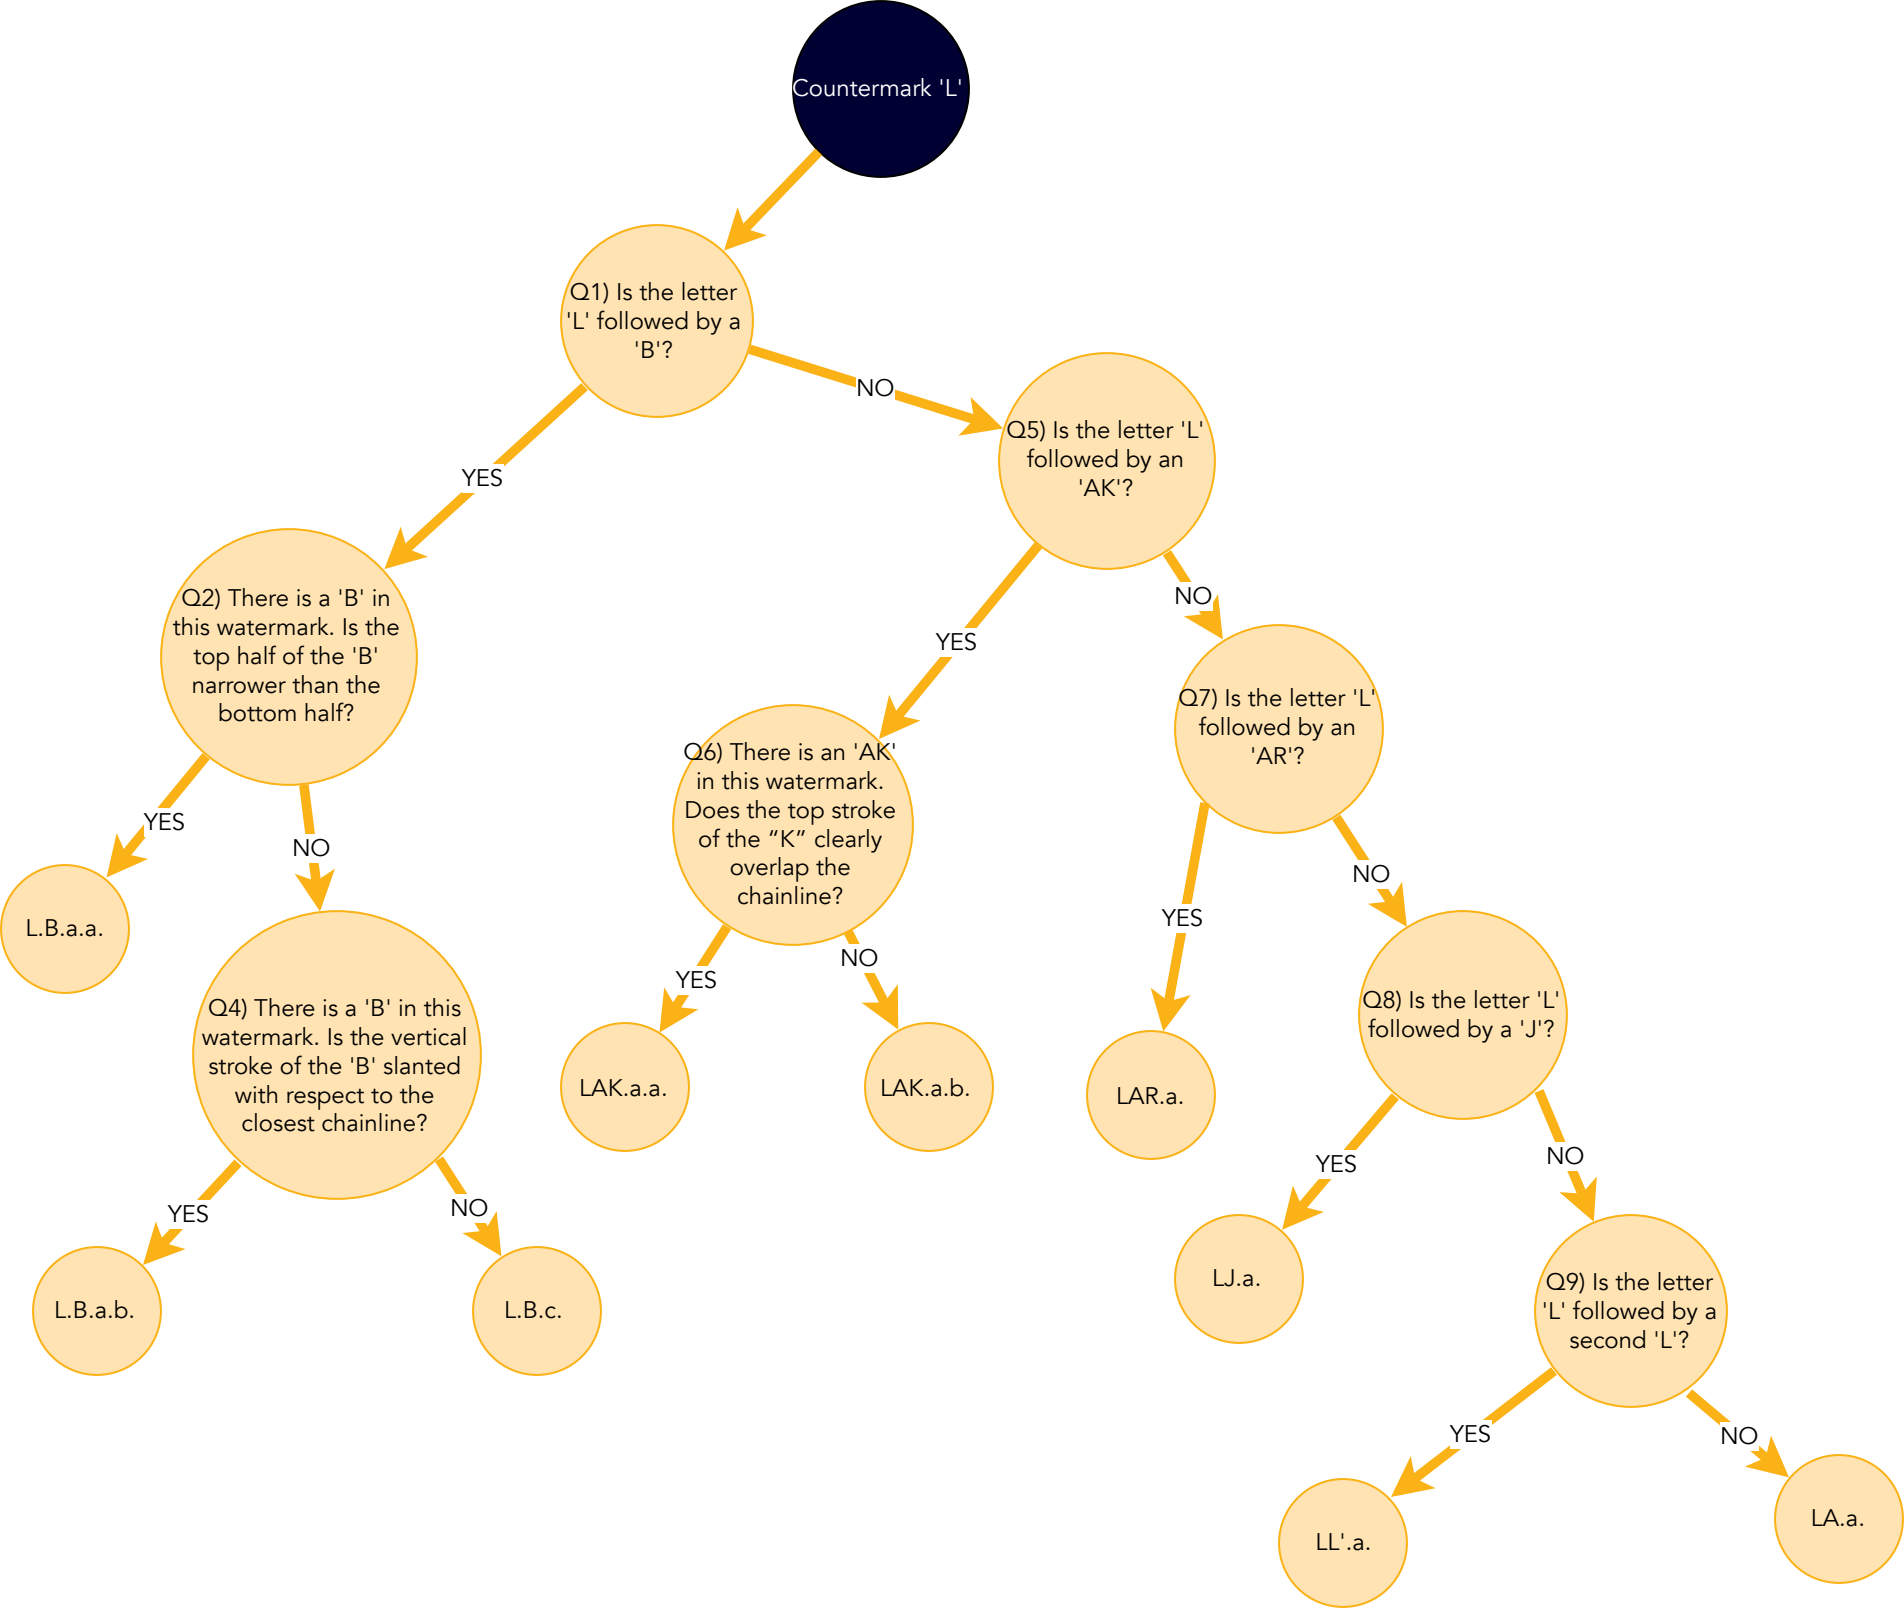 Countermark 'L'
Q1) Is the letter
'L' followed by a
'B'?
NO
YES
Q5) Is the letter 'L'
followed by an
'AK'?
Q2) There is a 'B' in
this watermark. Is the
top half of the 'B'
narrower than the
bottom half?
YES
NO
NO
YES
Q7) Is the letter 'L'
followed by an
'AR'?
Q6) There is an 'AK'
in this watermark.
Does the top stroke
of the “K” clearly
overlap the
chainline?
L.B.a.a.
Q4) There is a 'B' in this
watermark. Is the vertical
stroke of the 'B' slanted
with respect to the
closest chainline?
YES
NO
YES
NO
LAK.a.a.
LAK.a.b.
LAR.a.
Q8) Is the letter 'L'
followed by a 'J'?
YES
NO
L.B.a.b.
L.B.c.
YES
NO
LJ.a.
Q9) Is the letter
'L' followed by a
second 'L'?
YES
NO
LL'.a.
LA.a.